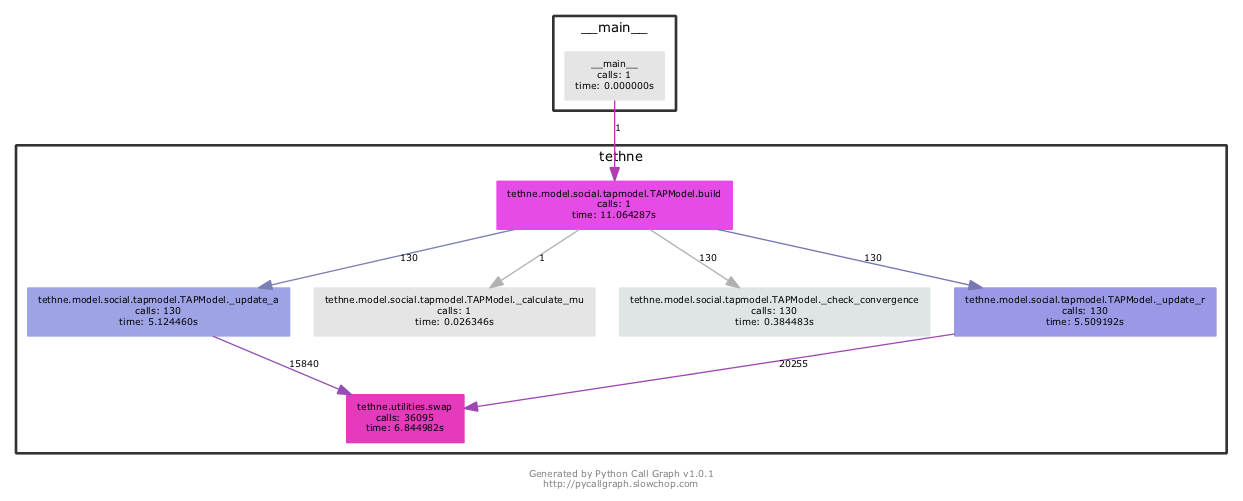 __main__
__main__
calls: 1
time: 0.000000s
1
tethne
tethne.model.social.tapmodel.TAPModel.build
calls: 1
time: 11.064287s
130
1
130
130
tethne.model.social.tapmodel.TAPModel._update_a
calls: 130
time: 5.124460s
tethne.model.social.tapmodel.TAPModel._calculate_mu
calls: 1
time: 0.026346s
tethne.model.social.tapmodel.TAPModel._check_convergence
calls: 130
time: 0.384483s
tethne.model.social.tapmodel.TAPModel._update_r
calls: 130
time: 5.509192s
15840
20255
tethne.utilities.swap
calls: 36095
time: 6.844982s
Generated by Python Call Graph v1.0.1
http://pycallgraph.slowchop.com